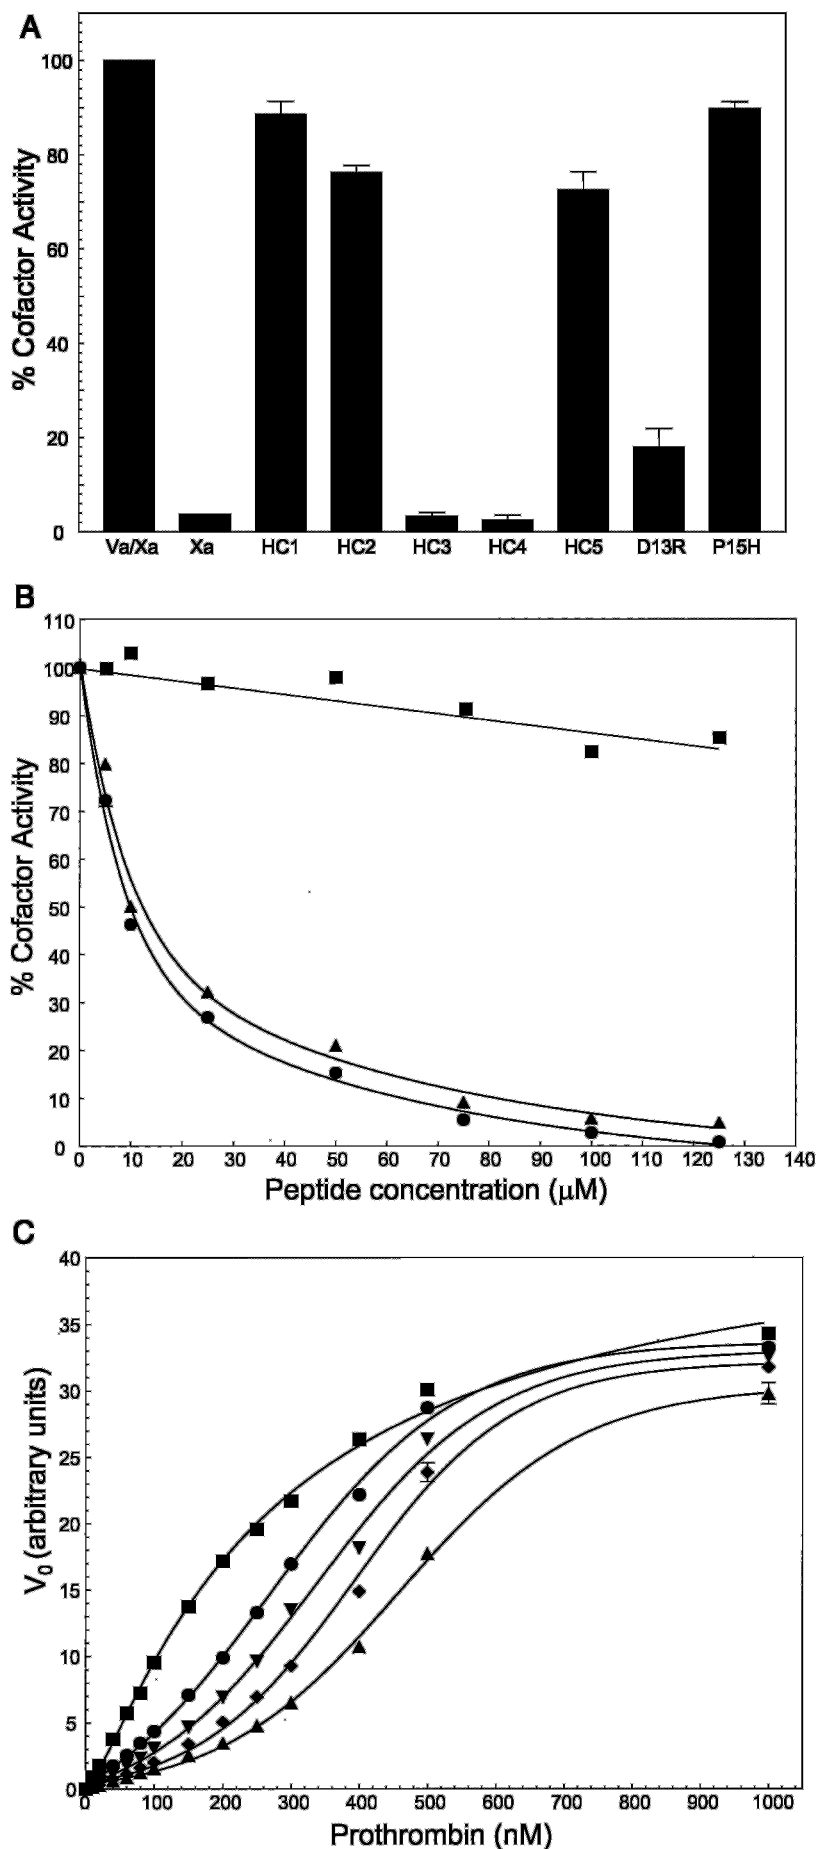 A
% Cofactor Activity
100
80
60
40
20
0
Va/Xa Xa HC1 HC2 HC3 HC4 HC5 D13R P15H
B
% Cofactor Activity
110
100
90
80
70
60
50
40
30
20
10
0
0 10 20 30 40 50 60 70 80 90 100 110 120 130 140
Peptide concentration (μM)
C
V0 (arbitrary units)
40
35
30
25
20
15
10
5
0
0 100 200 300 400 500 600 700 800 900 1000
Prothrombin (nM)